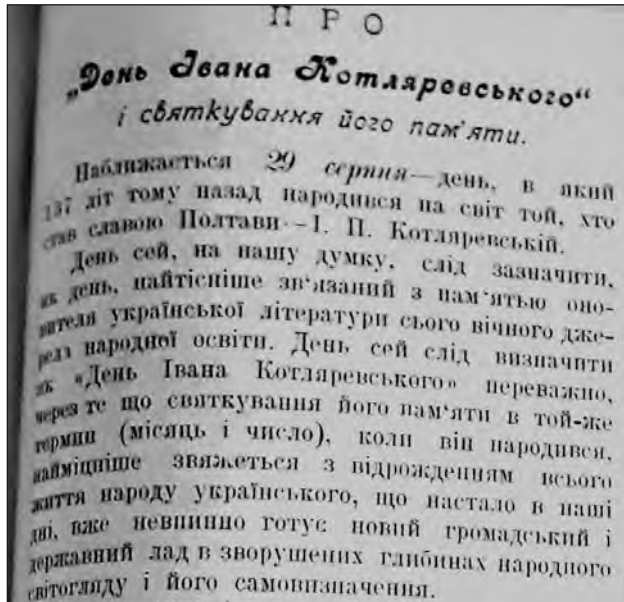 ПРО
„День Івана Котляревського“
і святкування його пам'яти.
Наближається 29 серпня—день, в який
137 літ тому назад народився на світ той, хто
став славою Полтави—І. П. Котляревській.
День сей, на нашу думку, слід зазначити,
як день, найтісніше зв‘язаний з пам‘ятью оно-
вителя української літератури сього вічного дже-
рела народної освіти. День сей слід визначити
як «День Івана Котляревського» переважно,
через те що святкування його пам‘яти в той-же
термин (місяць і число), коли він народився,
найміцніше звяжеться з відрожденням всього
життя народу українського, що настало в наші
дні, вже невпинно готує новий громадський і
державний лад в зворушених глибинах народного
світогляду і його самовизначення.